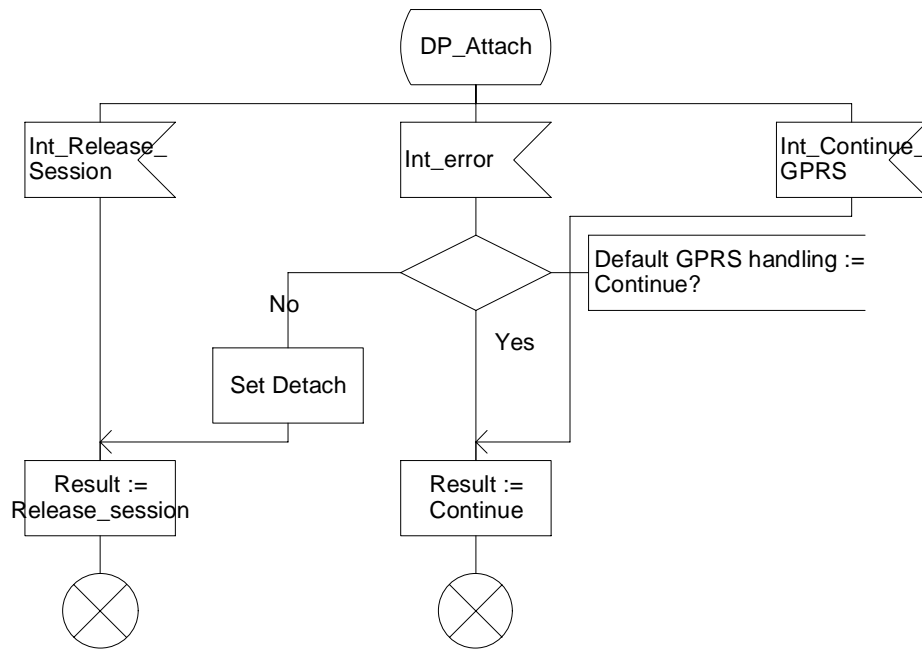 DP_Attach
Int_Release_
Session
Int_error
Int_Continue_
GPRS
Default GPRS handling :=
Continue?
No
Yes
Set Detach
Result :=
Release_session
Result :=
Continue